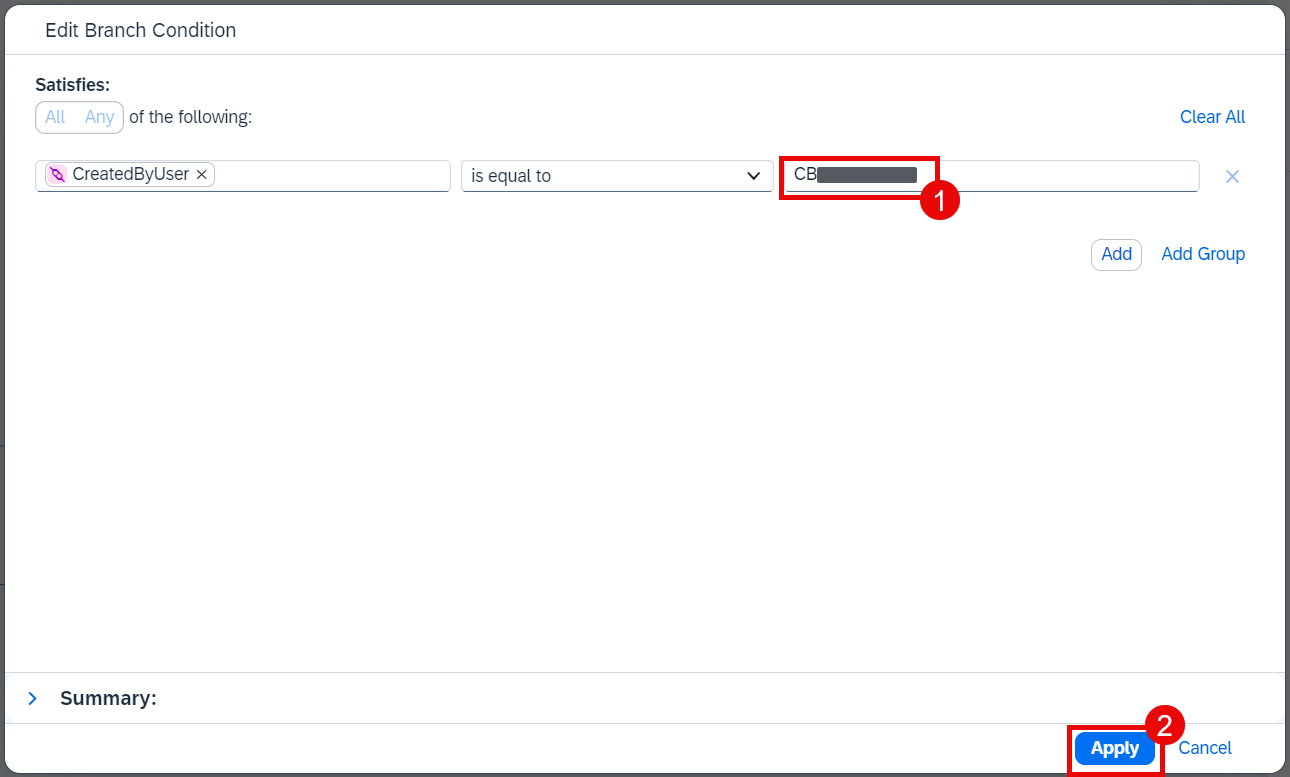 Edit Branch Condition
Satisfies:
All Any of the following: Clear All
CreatedByUser is equal to CB
1
Add Add Group
Summary:
2
Apply Cancel